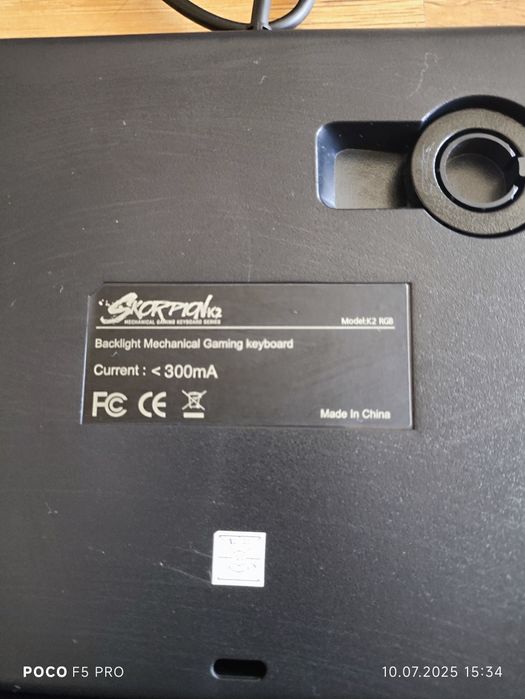 SKORPION K2
MECHANICAL GAMING KEYBOARD SERIES
Model:K2 RGB
Backlight Mechanical Gaming keyboard
Current : < 300mA
FC CE
Made In China
POCO F5 PRO
10.07.2025 15:34